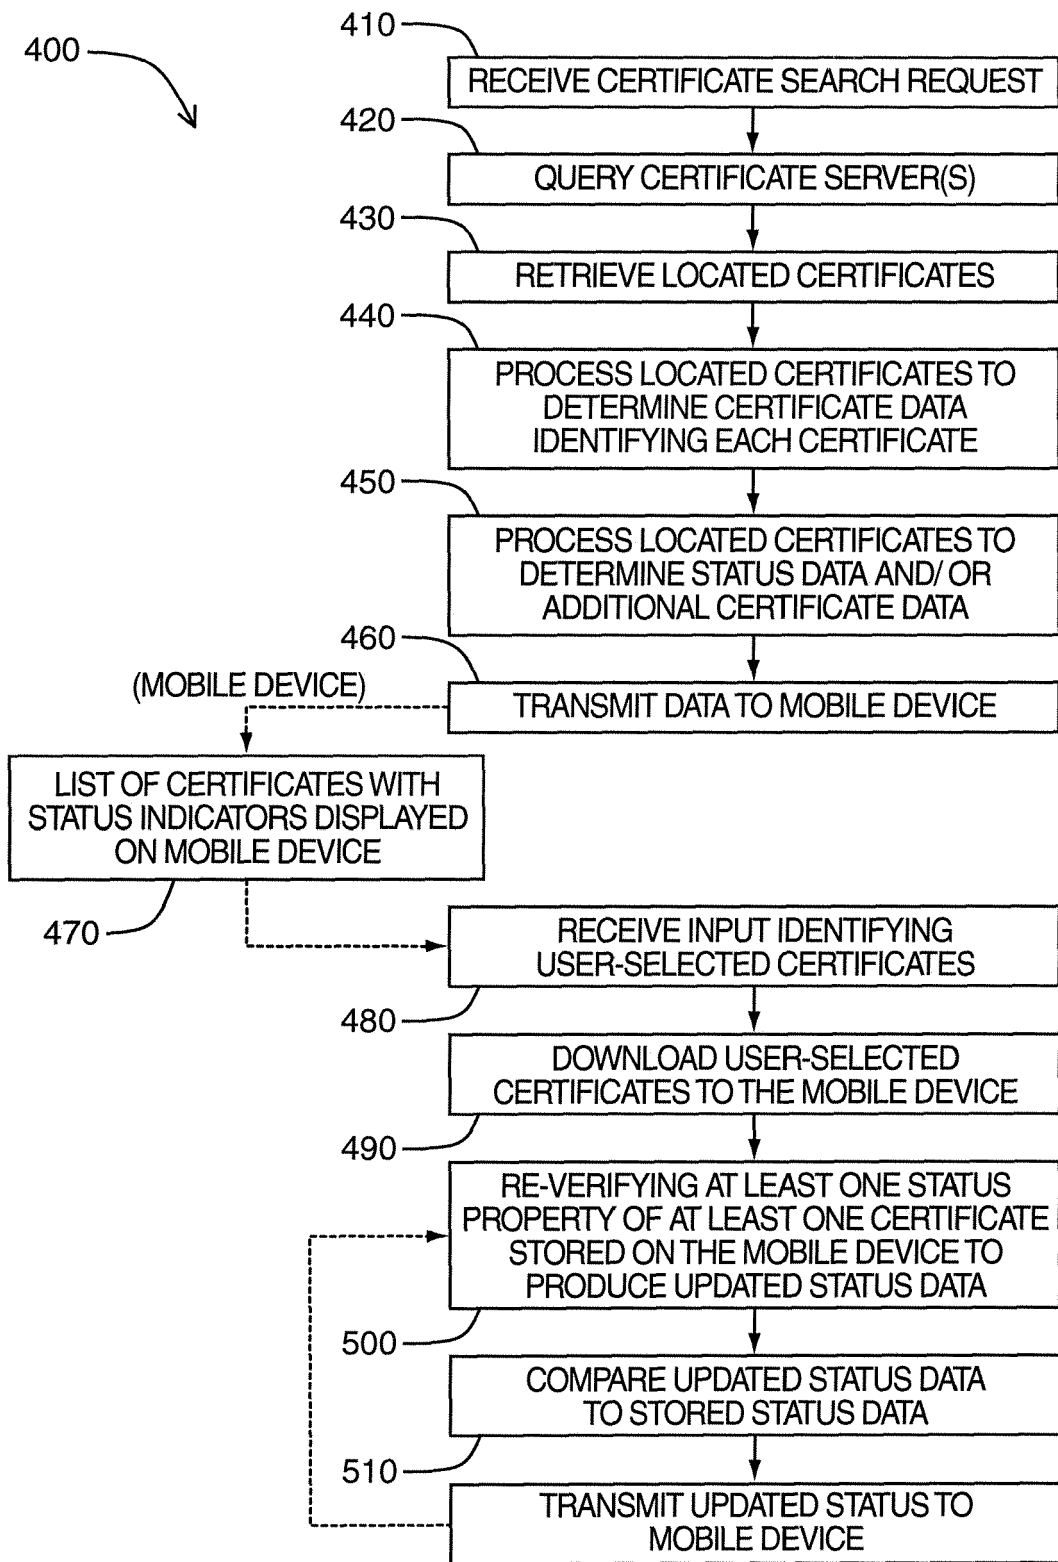 400
410
RECEIVE CERTIFICATE SEARCH REQUEST
420
QUERY CERTIFICATE SERVER(S)
430
RETRIEVE LOCATED CERTIFICATES
440
PROCESS LOCATED CERTIFICATES TO
DETERMINE CERTIFICATE DATA
IDENTIFYING EACH CERTIFICATE
450
PROCESS LOCATED CERTIFICATES TO
DETERMINE STATUS DATA AND/ OR
ADDITIONAL CERTIFICATE DATA
460
(MOBILE DEVICE)
TRANSMIT DATA TO MOBILE DEVICE
LIST OF CERTIFICATES WITH
STATUS INDICATORS DISPLAYED
ON MOBILE DEVICE
470
RECEIVE INPUT IDENTIFYING
USER-SELECTED CERTIFICATES
480
DOWNLOAD USER-SELECTED
CERTIFICATES TO THE MOBILE DEVICE
490
RE-VERIFYING AT LEAST ONE STATUS
PROPERTY OF AT LEAST ONE CERTIFICATE
STORED ON THE MOBILE DEVICE TO
PRODUCE UPDATED STATUS DATA
500
COMPARE UPDATED STATUS DATA
TO STORED STATUS DATA
510
TRANSMIT UPDATED STATUS TO
MOBILE DEVICE